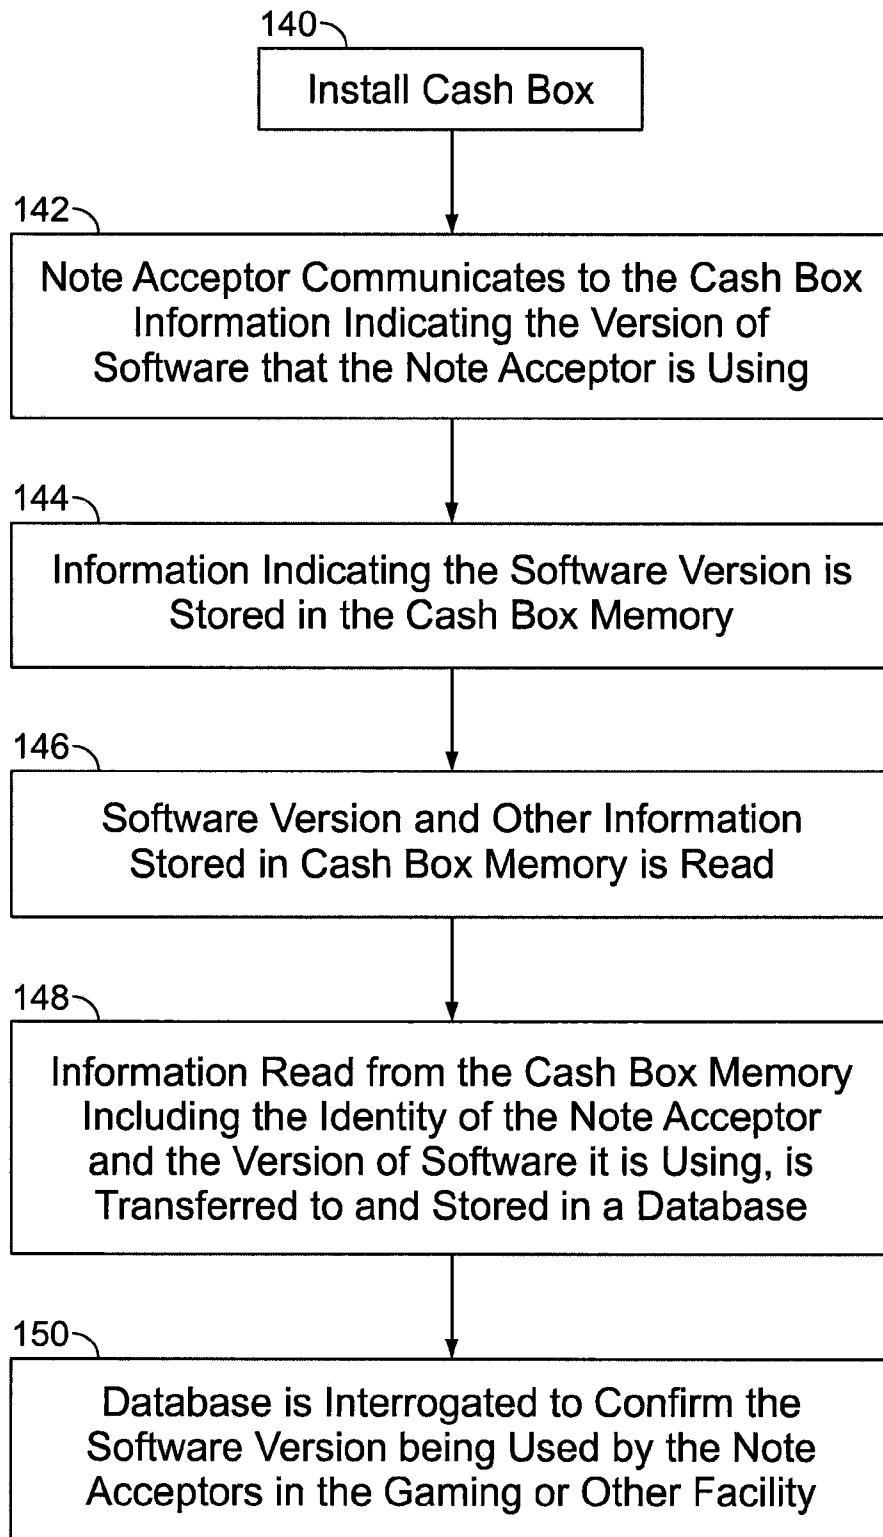 140
Install Cash Box
142
Note Acceptor Communicates to the Cash Box
Information Indicating the Version of
Software that the Note Acceptor is Using
144
Information Indicating the Software Version is
Stored in the Cash Box Memory
146
Software Version and Other Information
Stored in Cash Box Memory is Read
148
Information Read from the Cash Box Memory
Including the Identity of the Note Acceptor
and the Version of Software it is Using, is
Transferred to and Stored in a Database
150
Database is Interrogated to Confirm the
Software Version being Used by the Note
Acceptors in the Gaming or Other Facility